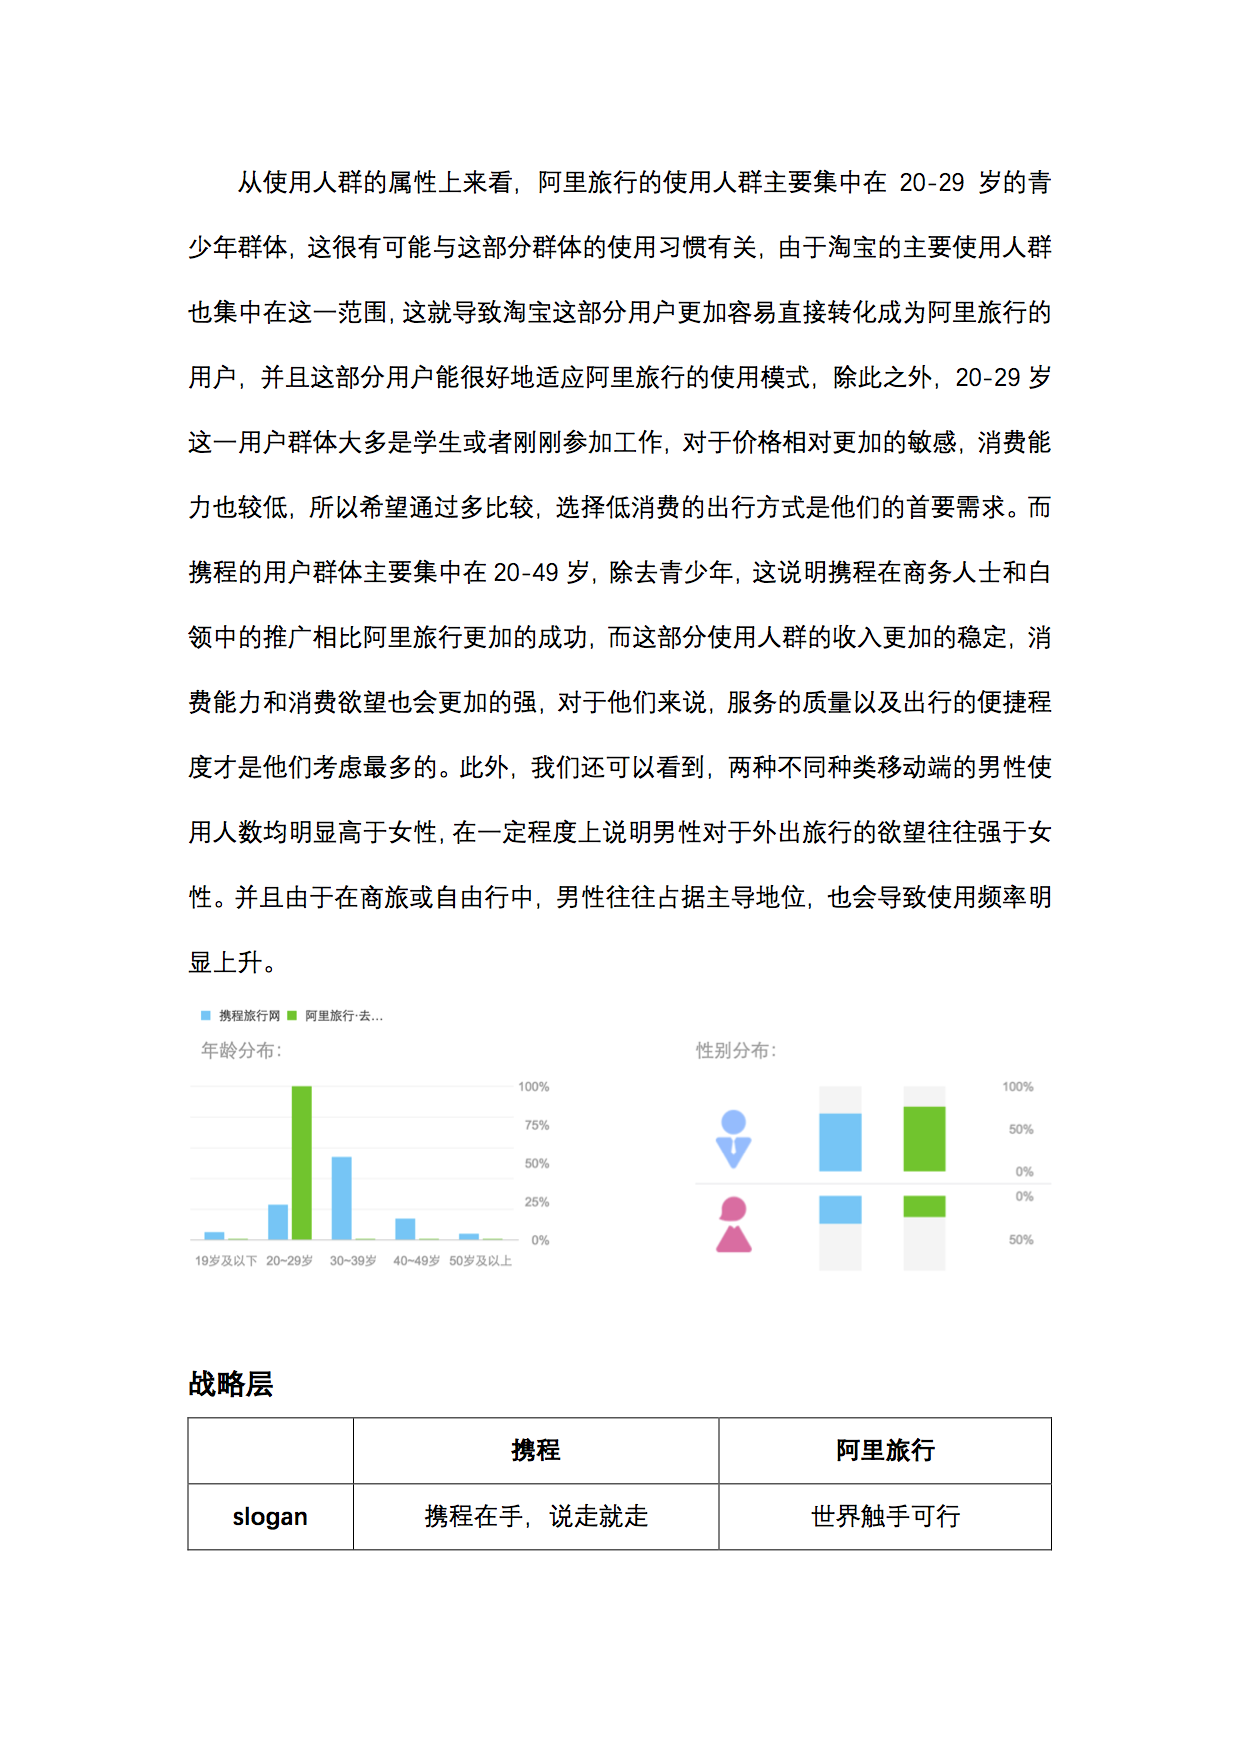 从使用人群的属性上来看，阿里旅行的使用人群主要集中在 20-29 岁的青
少年群体，这很有可能与这部分群体的使用习惯有关，由于淘宝的主要使用人群
也集中在这一范围，这就导致淘宝这部分用户更加容易直接转化成为阿里旅行的
用户，并且这部分用户能很好地适应阿里旅行的使用模式，除此之外，20-29 岁
这一用户群体大多是学生或者刚刚参加工作，对于价格相对更加的敏感，消费能
力也较低，所以希望通过多比较，选择低消费的出行方式是他们的首要需求。而
携程的用户群体主要集中在 20-49 岁，除去青少年，这说明携程在商务人士和白
领中的推广相比阿里旅行更加的成功，而这部分使用人群的收入更加的稳定，消
费能力和消费欲望也会更加的强，对于他们来说，服务的质量以及出行的便捷程
度才是他们考虑最多的。此外，我们还可以看到，两种不同种类移动端的男性使
用人数均明显高于女性，在一定程度上说明男性对于外出旅行的欲望往往强于女
性。并且由于在商旅或自由行中，男性往往占据主导地位，也会导致使用频率明
显上升。
携程旅行网 阿里旅行·去...
年龄分布：
100%
75%
50%
25%
0%
19岁及以下 20~29岁 30~39岁 40~49岁 50岁及以上
性别分布：
100%
50%
0%
0%
50%
战略层
携程 阿里旅行
slogan 携程在手，说走就走 世界触手可行